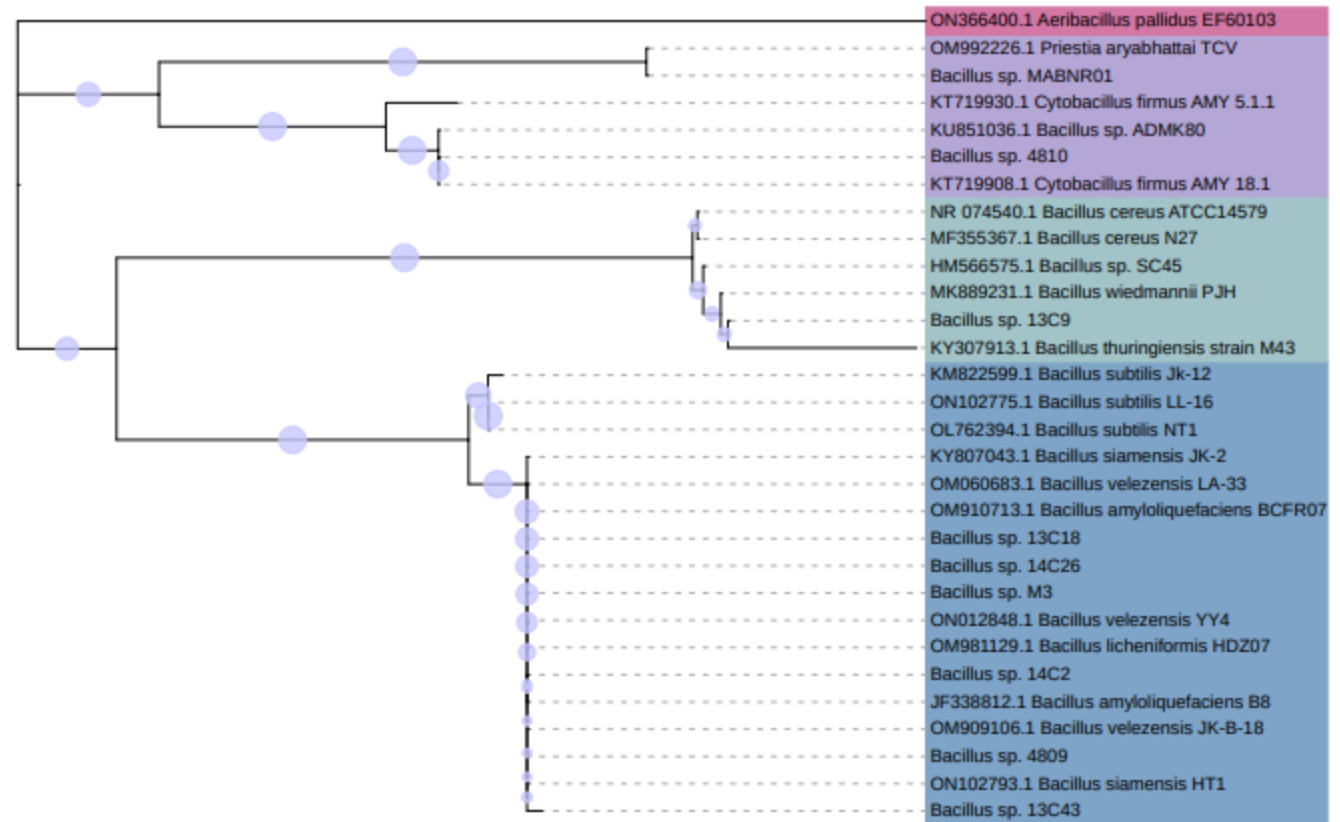 ON366400.1 Aeribacillus pallidus EF60103
OM992226.1 Priestia aryabhattai TCV
Bacillus sp. MABNR01
KT719930.1 Cytobacillus firmus AMY 5.1.1
KU851036.1 Bacillus sp. ADMK80
Bacillus sp. 4810
KT719908.1 Cytobacillus firmus AMY 18.1
NR 074540.1 Bacillus cereus ATCC14579
MF355367.1 Bacillus cereus N27
HM566575.1 Bacillus sp. SC45
MK889231.1 Bacillus wiedmannii PJH
Bacillus sp. 13C9
KY307913.1 Bacillus thuringiensis strain M43
KM822599.1 Bacillus subtilis Jk-12
ON102775.1 Bacillus subtilis LL-16
OL762394.1 Bacillus subtilis NT1
KY807043.1 Bacillus siamensis JK-2
OM060683.1 Bacillus velezensis LA-33
OM910713.1 Bacillus amyloliquefaciens BCFR07
Bacillus sp. 13C18
Bacillus sp. 14C26
Bacillus sp. M3
ON012848.1 Bacillus velezensis YY4
OM981129.1 Bacillus licheniformis HDZ07
Bacillus sp. 14C2
JF338812.1 Bacillus amyloliquefaciens B8
OM909106.1 Bacillus velezensis JK-B-18
Bacillus sp. 4809
ON102793.1 Bacillus siamensis HT1
Bacillus sp. 13C43